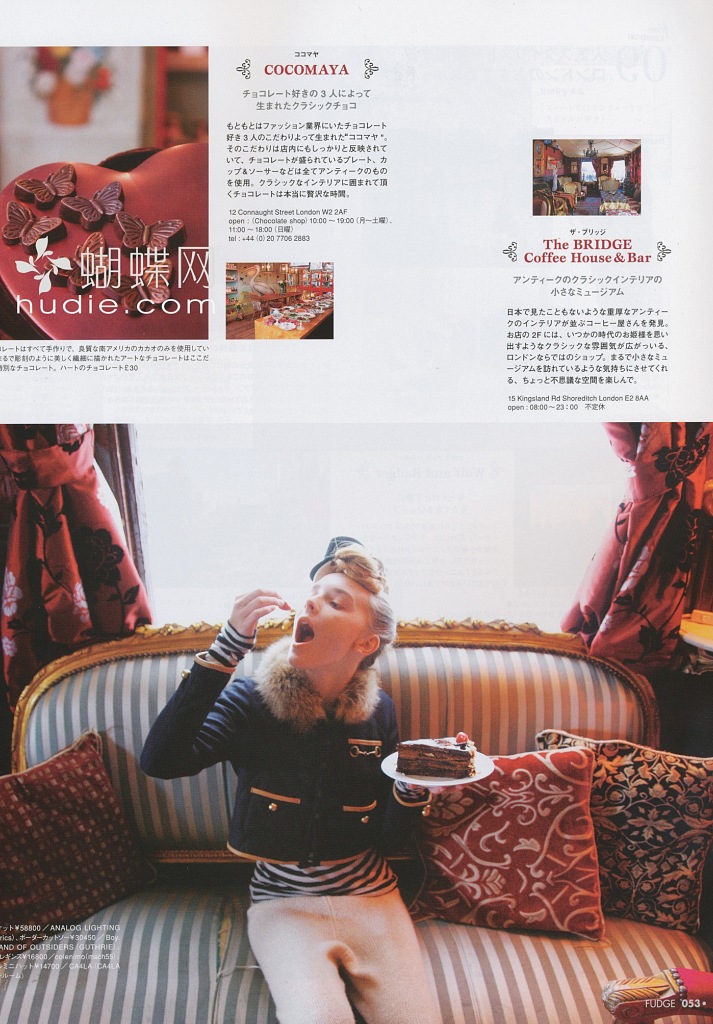 ココマヤ
COCOMAYA
チョコレート好きの3人によって
生まれたクラシックチョコ
もともとはファッション業界にいたチョコレート
好き3人のこだわりよって生まれた"ココマヤ"。
そのこだわりは店内にもしっかりと反映されて
いて、チョコレートが盛られているプレート、カ
ップ&ソーサーなどは全てアンティークのもの
を使用。クラシックなインテリアに囲まれて頂
くチョコレートは本当に贅沢な時間。
12 Connaught Street London W2 2AF
open : (Chocolate shop) 10:00 〜 19:00 (月〜土曜)、
11:00 〜 18:00 (日曜)
tel : +44 (0) 20 7706 2883
蝴蝶网
hudie.com
レートはすべて手作りで、良質な南アメリカのカカオのみを使用してい
まるで彫刻のように美しく繊細に描かれたアートなチョコレートはここだ
特別なチョコレート。ハートのチョコレート£30
ザ・ブリッジ
The BRIDGE
Coffee House & Bar
アンティークのクラシックインテリアの
小さなミュージアム
日本で見たこともないような重厚なアンティー
クのインテリアが並ぶコーヒー屋さんを発見。
お店の2Fには、いつかの時代のお姫様を思い
出すようなクラシックな雰囲気が広がっいる、
ロンドンならではのショップ。まるで小さなミュ
ージアムを訪れているような気持ちにさせてくれ
る、ちょっと不思議な空間を楽しんで。
15 Kingsland Rd Shoreditch London E2 8AA
open : 08:00〜23:00 不定休
ケット¥58800/ANALOG LIGHTING
rics)、ボーダーカットソー¥30450/Boy.
AND OF OUTSIDERS (GUTHRIE)、
レギンス¥16800/colenimo(mach55)、
ミニハット¥14700/CA4LA (CA4LA
ールーム)
FUDGE 053